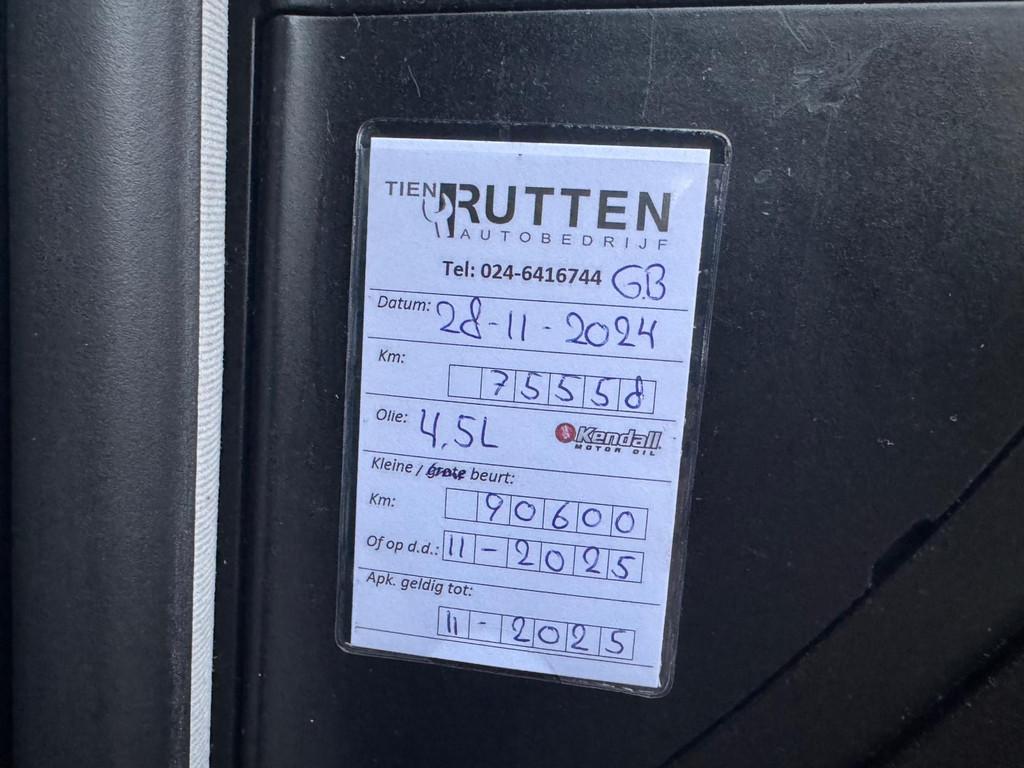 TIEN RUTTEN
AUTOBEDRIJF
Tel: 024-6416744 GB
Datum: 28-11-2024
Km:
75558
Olie: 4,5L Kendall
MOTOR OIL
Kleine / grote beurt:
Km: 90600
Of op d.d.: 11-2025
Apk. geldig tot:
11-2025